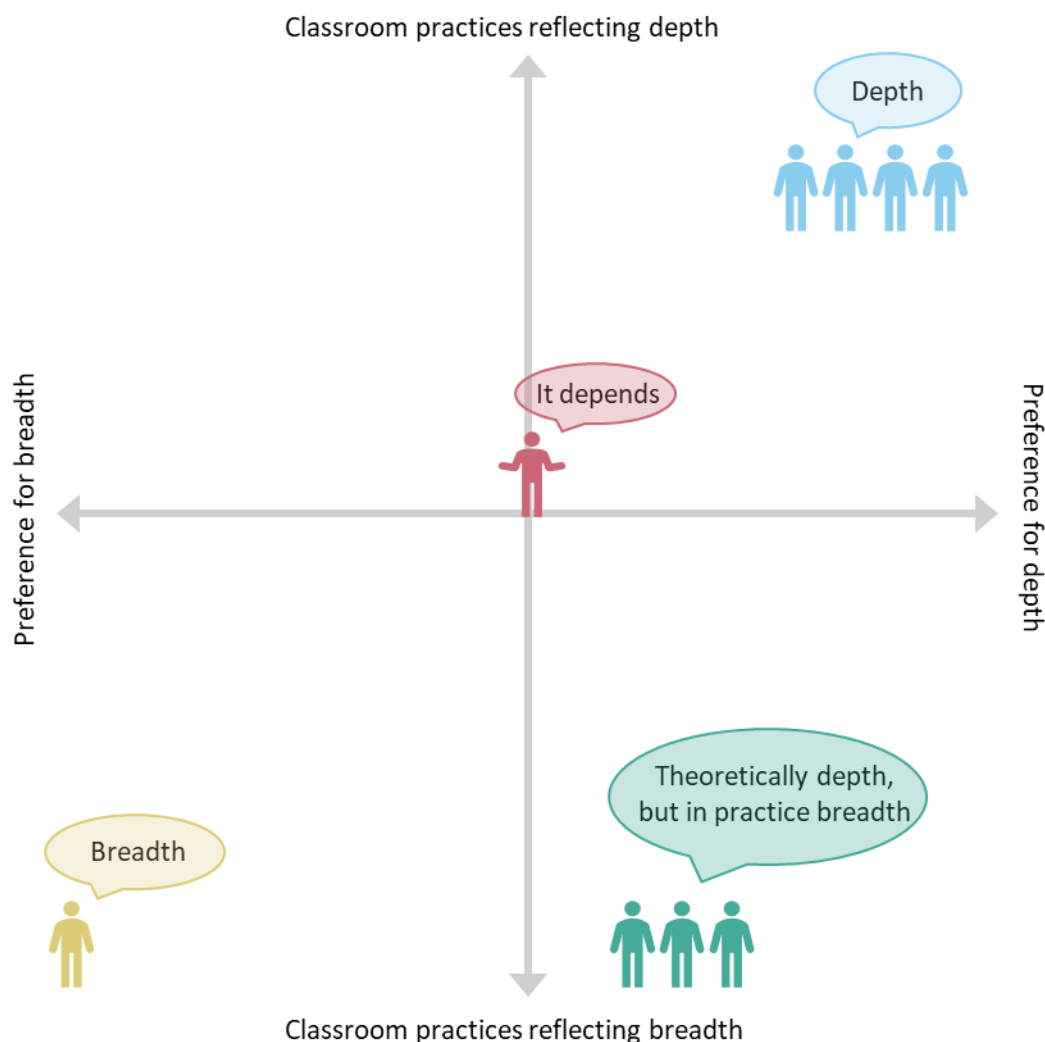 Classroom practices reflecting depth
Depth
It depends
Preference for breadth
Preference for depth
Theoretically depth,
but in practice breadth
Breadth
Classroom practices reflecting breadth